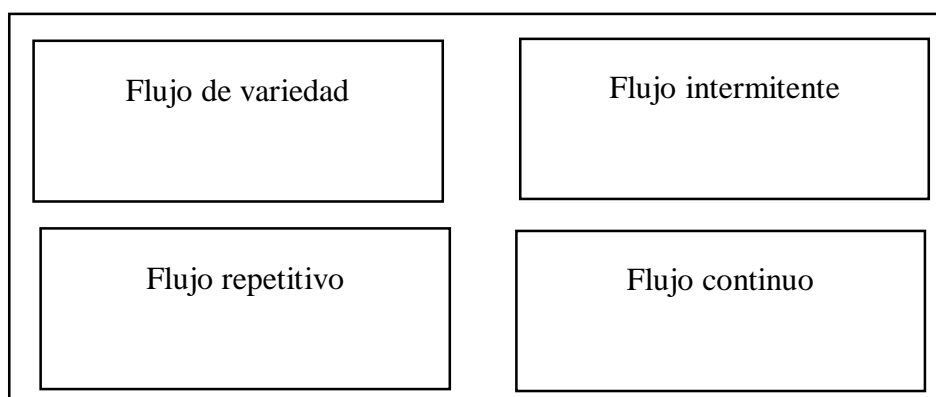 Flujo de variedad
Flujo intermitente
Flujo repetitivo
Flujo continuo